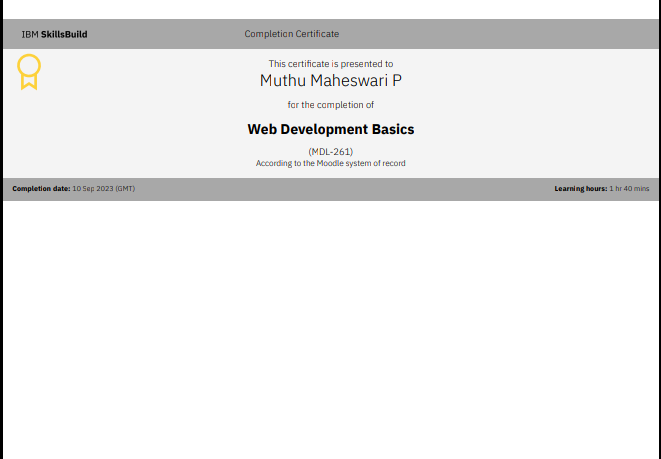 IBM SkillsBuild
Completion Certificate
This certificate is presented to
Muthu Maheswari P
for the completion of
Web Development Basics
(MDL-261)
According to the Moodle system of record
Completion date: 10 Sep 2023 (GMT)
Learning hours: 1 hr 40 mins